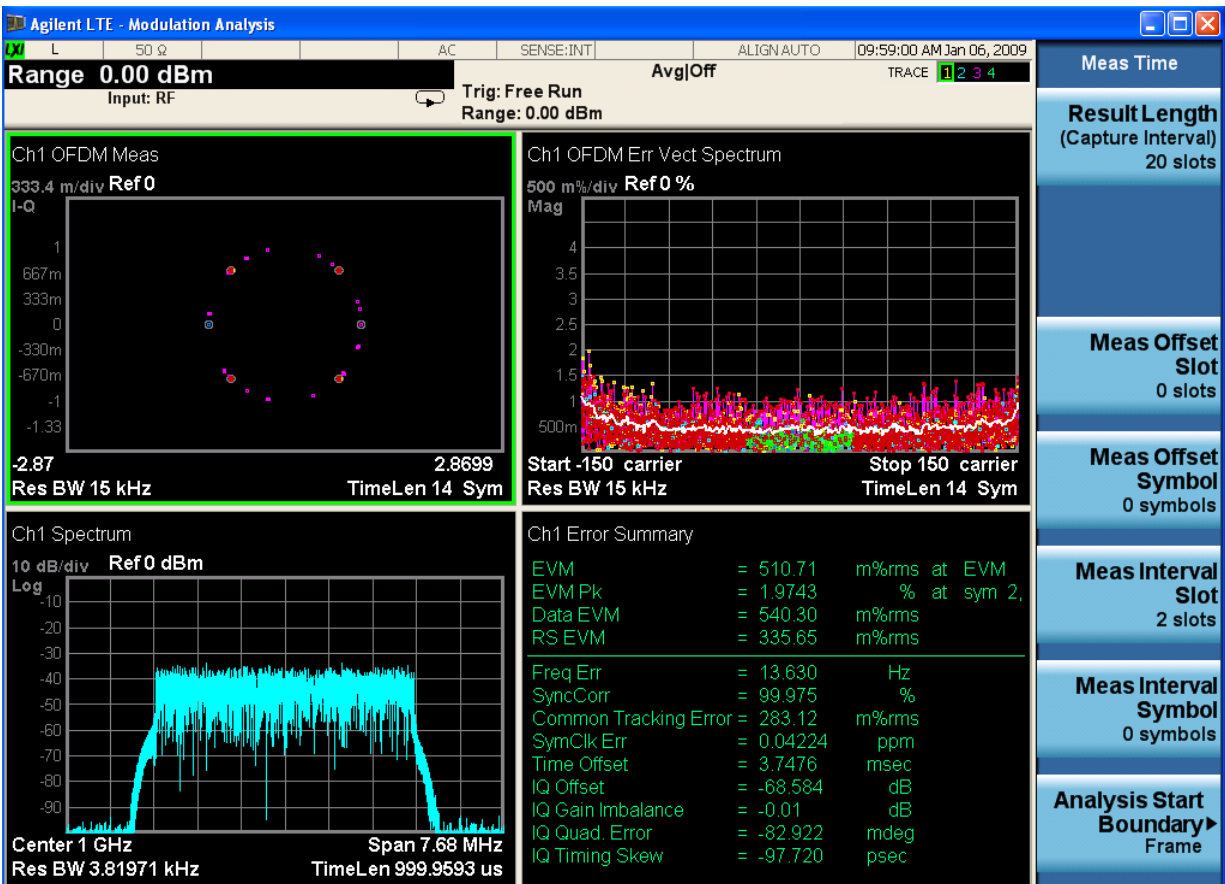 Agilent LTE - Modulation Analysis
LXI L 50 Ω AC SENSE:INT ALIGN AUTO 09:59:00 AM Jan 06, 2009
Range 0.00 dBm
Input: RF
Trig: Free Run
Range: 0.00 dBm
Avg|Off
TRACE 1 2 3 4
Ch1 OFDM Meas
333.4 m/div Ref 0
I-Q
1
667m
333m
0
-330m
-670m
-1
-1.33
-2.87 2.8699
Res BW 15 kHz TimeLen 14 Sym
Ch1 OFDM Err Vect Spectrum
500 m%/div Ref 0 %
Mag
4
3.5
3
2.5
2
1.5
1
500m
Start -150 carrier Stop 150 carrier
Res BW 15 kHz TimeLen 14 Sym
Ch1 Spectrum
10 dB/div Ref 0 dBm
Log
-10
-20
-30
-40
-50
-60
-70
-80
-90
Center 1 GHz Span 7.68 MHz
Res BW 3.81971 kHz TimeLen 999.9593 us
Ch1 Error Summary
EVM = 510.71 m%rms at EVM
EVM Pk = 1.9743 % at sym 2,
Data EVM = 540.30 m%rms
RS EVM = 335.65 m%rms
Freq Err = 13.630 Hz
SyncCorr = 99.975 %
Common Tracking Error = 283.12 m%rms
SymClk Err = 0.04224 ppm
Time Offset = 3.7476 msec
IQ Offset = -68.584 dB
IQ Gain Imbalance = -0.01 dB
IQ Quad. Error = -82.922 mdeg
IQ Timing Skew = -97.720 psec
Meas Time
Result Length
(Capture Interval)
20 slots
Meas Offset
Slot
0 slots
Meas Offset
Symbol
0 symbols
Meas Interval
Slot
2 slots
Meas Interval
Symbol
0 symbols
Analysis Start
Boundary▶
Frame